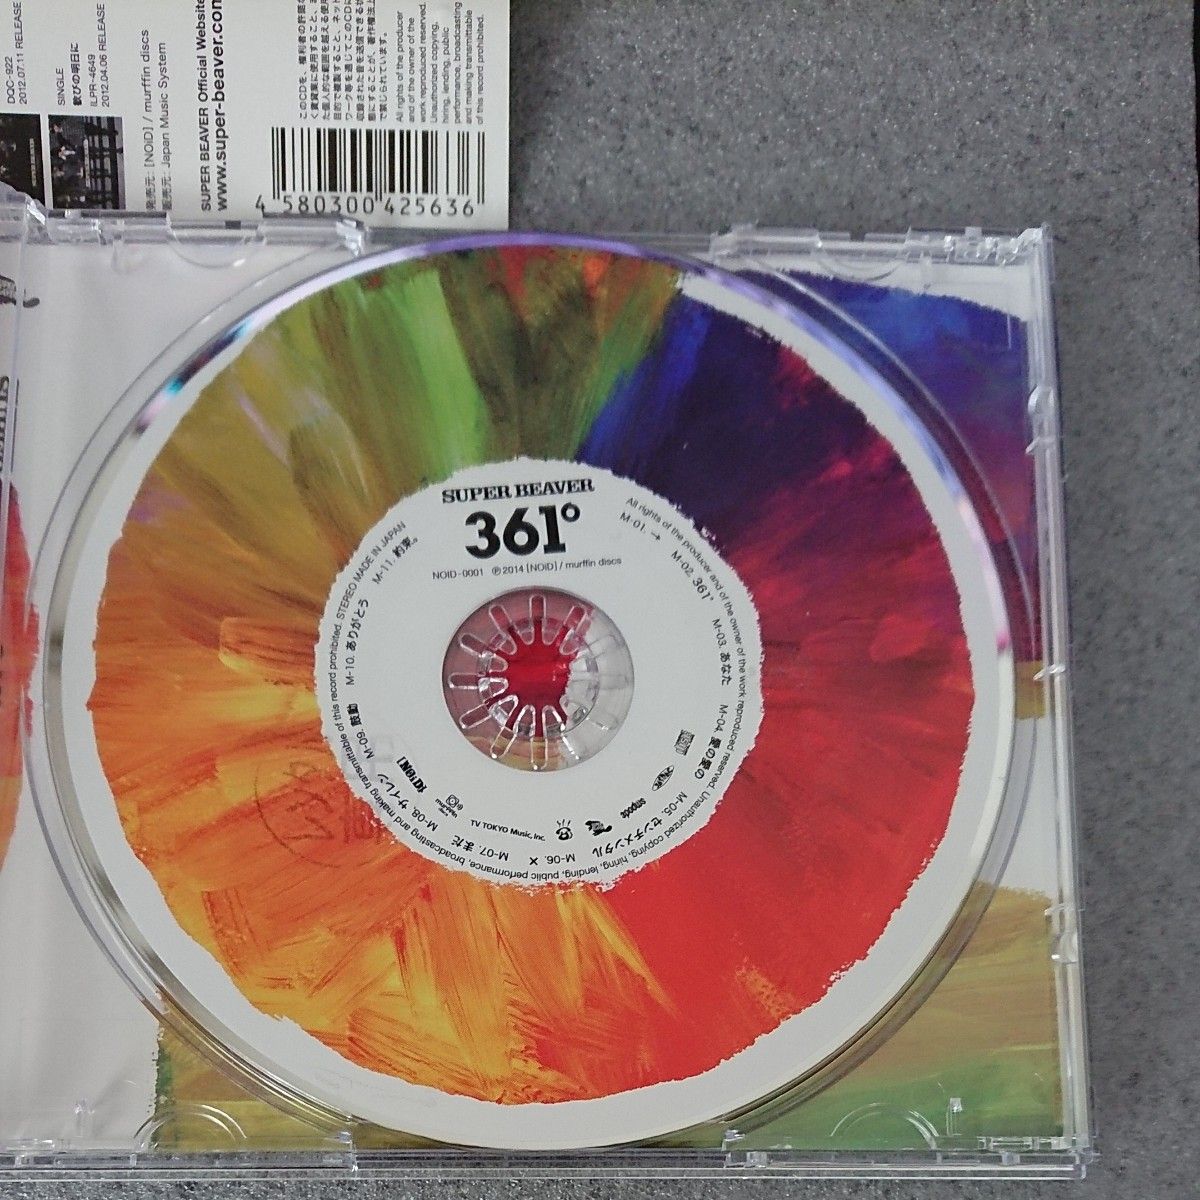 DQC-922
2012.07.11 RELEASE
SINGLE
歓びの明日に
ILPR-4649
2012.04.06 RELEASE
発売元: [NOiD] / murffin discs
販売元: Japan Music System
SUPER BEAVER Official Website
www.super-beaver.com
All rights of the producer
and of the owner of the
work reproduced reserved.
Unauthorized copying,
hiring, lending, public
performance, broadcasting
and making transmittable
of this record prohibited.
4 580300 425636
SUPER BEAVER
361°
NOID-0001 ℗2014 [NOiD] / murffin discs
M-01. →
M-02. 361°
M-03. あなた
M-04. 愛の愛の
M-05. センチメンタル
M-06. ×
M-07. まだ
M-08. サイレン
M-09. 鼓動
M-10. ありがとう
M-11. 約束。
TV TOKYO Music, Inc.
[NOiD]
All rights of the producer and of the owner of the work reproduced reserved. Unauthorized copying, hiring, lending, public performance, broadcasting and making transmittable of this record prohibited. STEREO MADE IN JAPAN